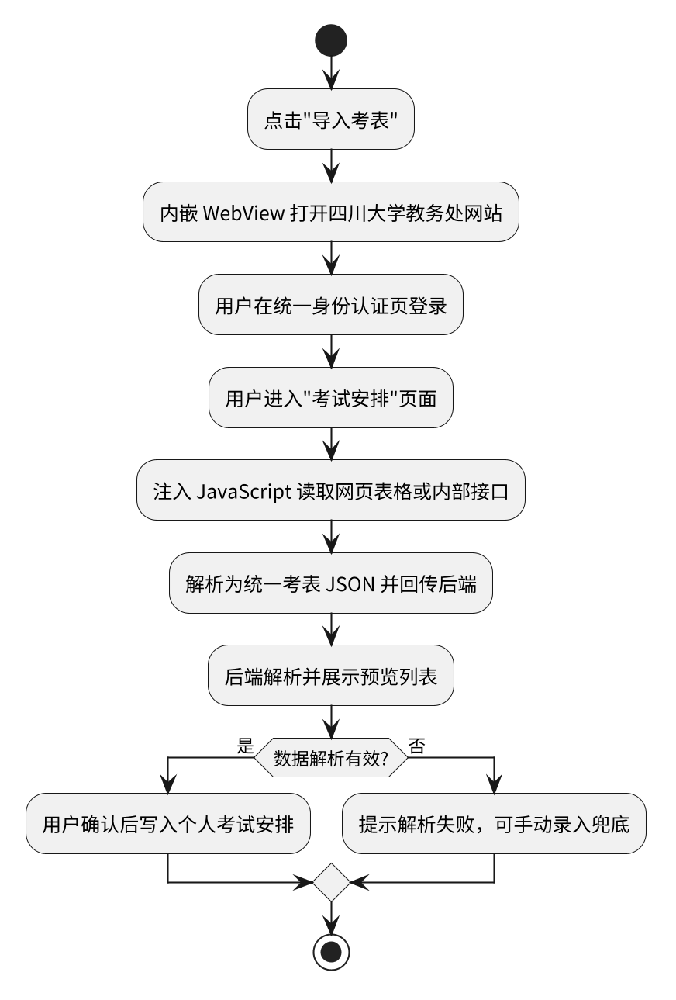 点击"导入考表"
内嵌 WebView 打开四川大学教务处网站
用户在统一身份认证页登录
用户进入"考试安排"页面
注入 JavaScript 读取网页表格或内部接口
解析为统一考表 JSON 并回传后端
后端解析并展示预览列表
是
数据解析有效?
否
用户确认后写入个人考试安排
提示解析失败，可手动录入兜底